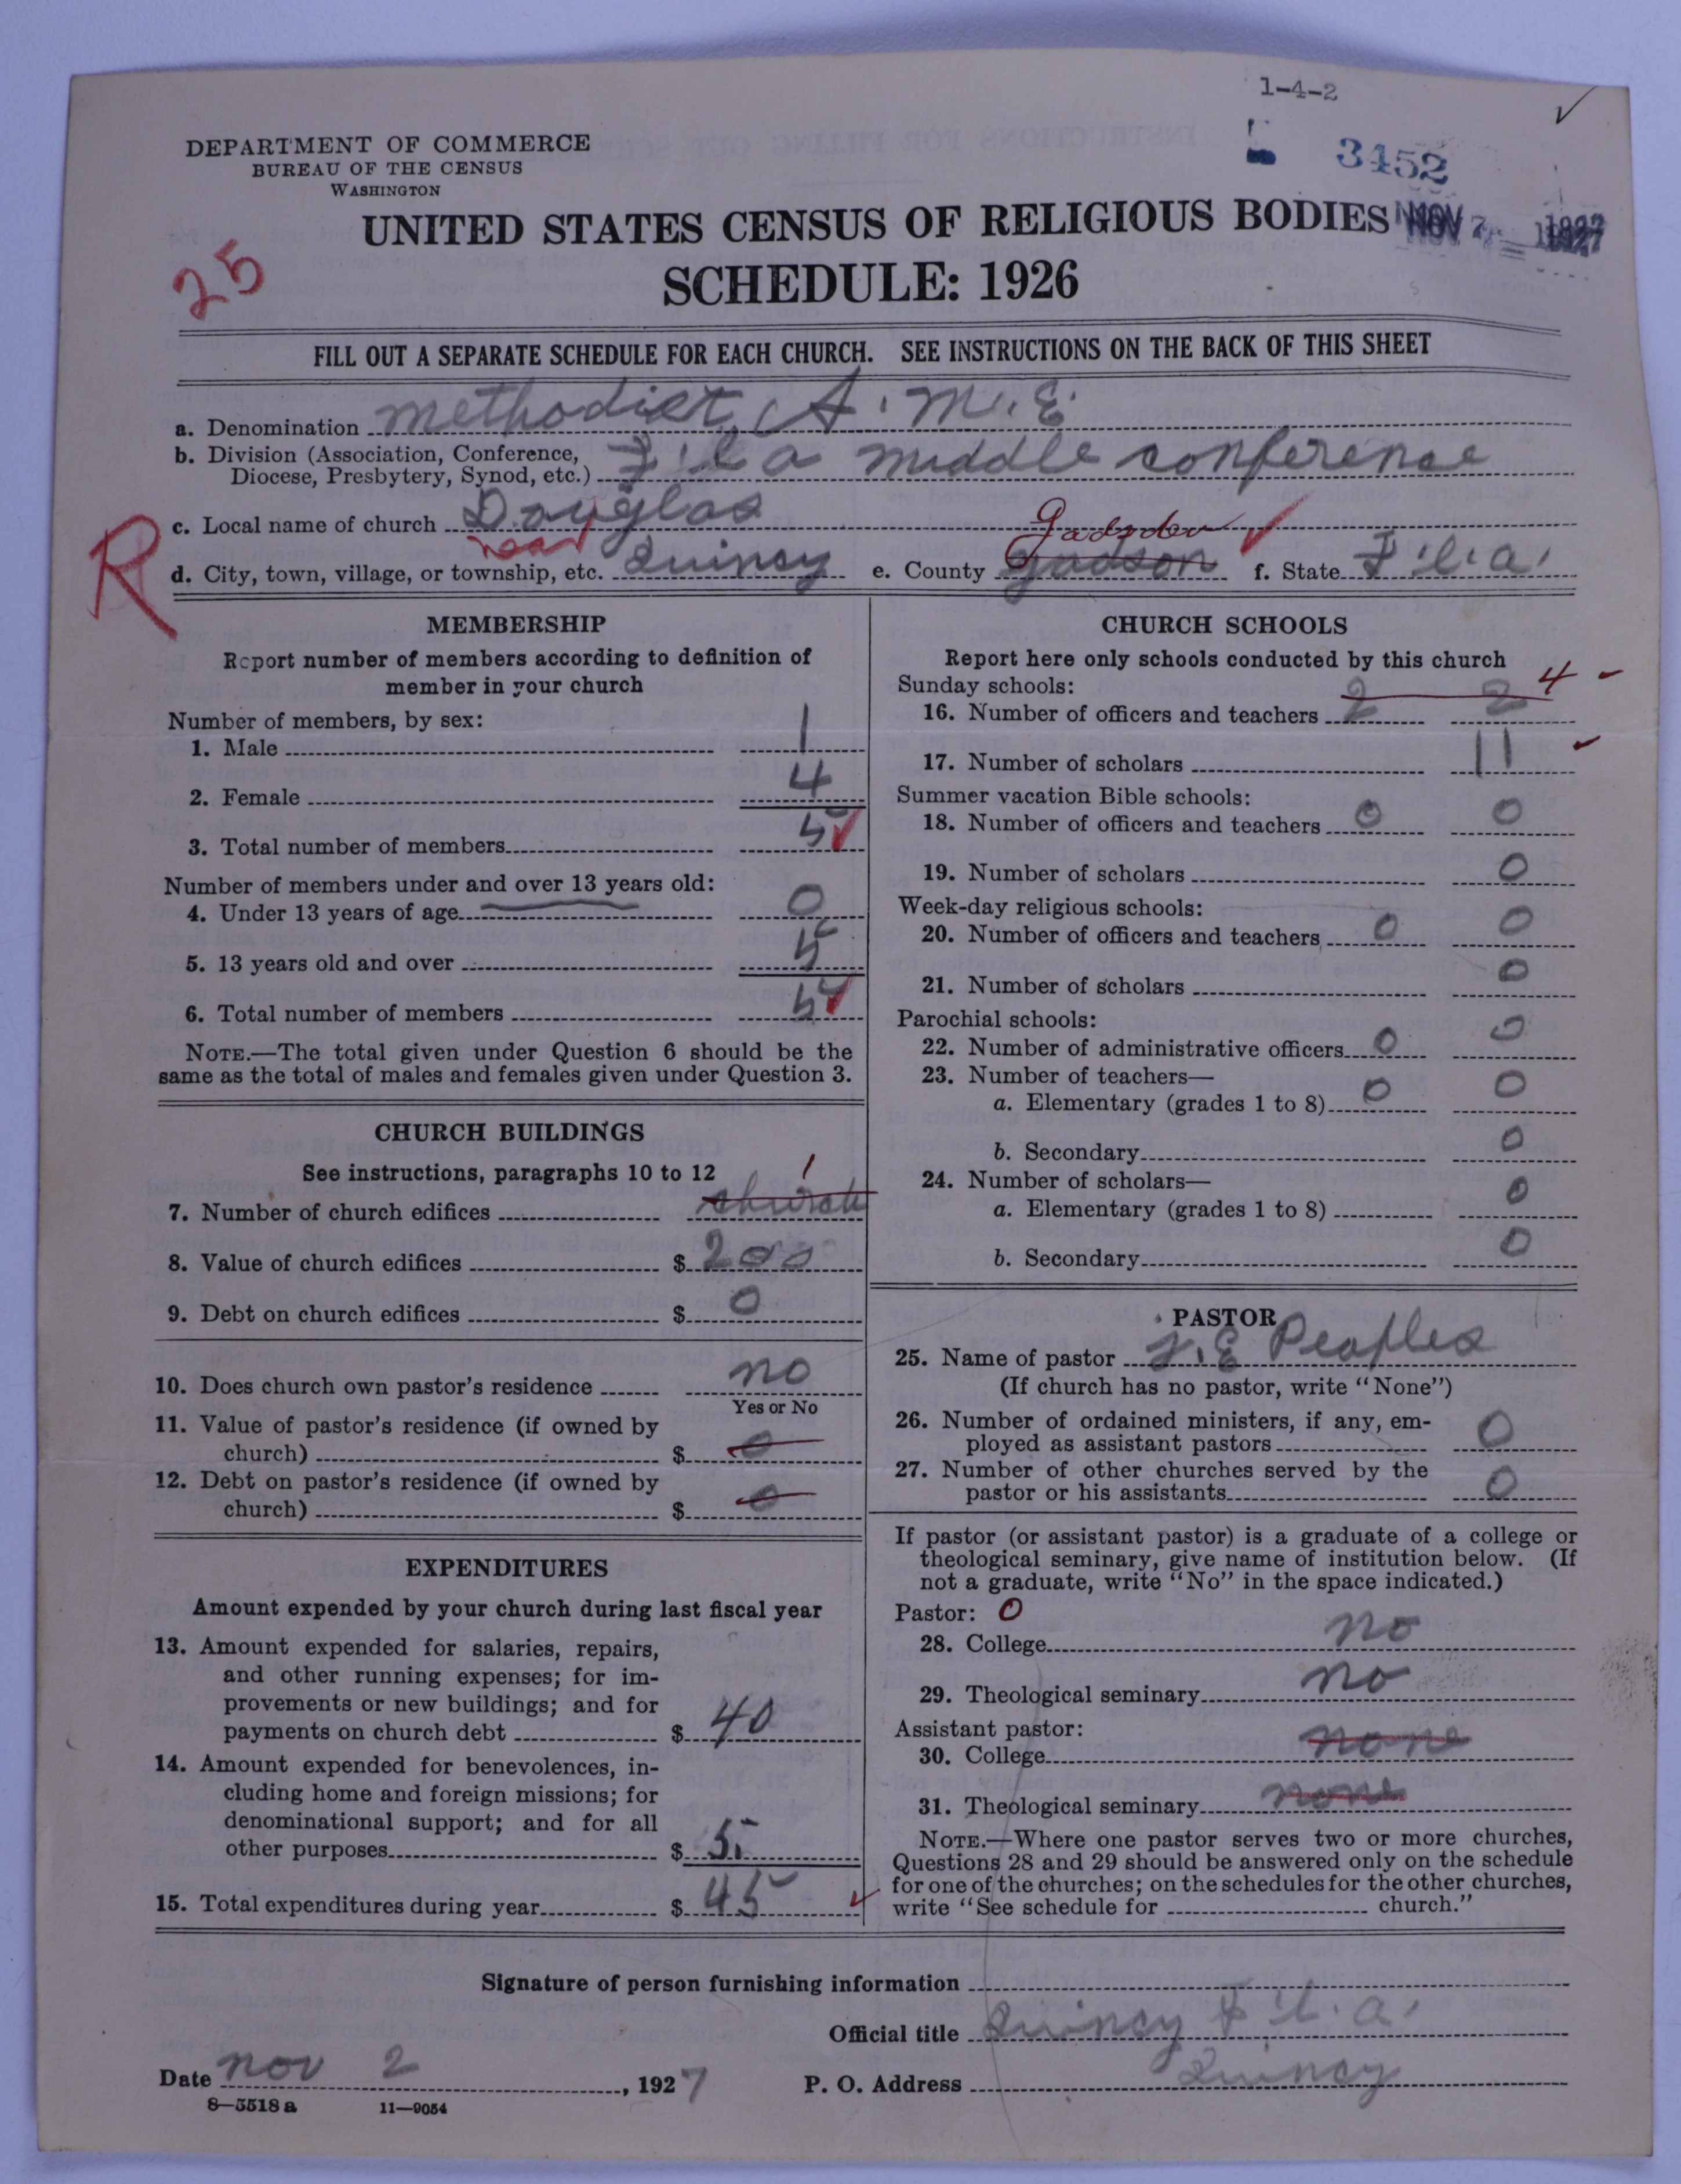 1-4-2
✓
3452
DEPARTMENT OF COMMERCE
BUREAU OF THE CENSUS
WASHINGTON
UNITED STATES CENSUS OF RELIGIOUS BODIES NOV 7 1927
25
SCHEDULE: 1926
FILL OUT A SEPARATE SCHEDULE FOR EACH CHURCH. SEE INSTRUCTIONS ON THE BACK OF THIS SHEET
a. Denomination methodist, A. M. E.
b. Division (Association, Conference,
Diocese, Presbytery, Synod, etc.) Fla middle conference
c. Local name of church Douglas
R
near Gadsden ✓
d. City, town, village, or township, etc. Quincy e. County gadson f. State Fla.
MEMBERSHIP
Report number of members according to definition of
member in your church
Number of members, by sex:
1. Male 1
2. Female 4
3. Total number of members 5 ✓
Number of members under and over 13 years old:
4. Under 13 years of age 0
5. 13 years old and over 5
6. Total number of members 5 ✓
NOTE.—The total given under Question 6 should be the
same as the total of males and females given under Question 3.
CHURCH BUILDINGS
See instructions, paragraphs 10 to 12
1
7. Number of church edifices church
8. Value of church edifices $ 200
9. Debt on church edifices $ 0
10. Does church own pastor's residence no
Yes or No
11. Value of pastor's residence (if owned by
church) $ 0
12. Debt on pastor's residence (if owned by
church) $ 0
EXPENDITURES
Amount expended by your church during last fiscal year
13. Amount expended for salaries, repairs,
and other running expenses; for im-
provements or new buildings; and for
payments on church debt $ 40
14. Amount expended for benevolences, in-
cluding home and foreign missions; for
denominational support; and for all
other purposes $ 5
15. Total expenditures during year $ 45 ✓
CHURCH SCHOOLS
Report here only schools conducted by this church
Sunday schools: 4
16. Number of officers and teachers 2 2
17. Number of scholars 11 ✓
Summer vacation Bible schools:
18. Number of officers and teachers 0 0
19. Number of scholars 0
Week-day religious schools:
20. Number of officers and teachers 0 0
21. Number of scholars 0
Parochial schools:
22. Number of administrative officers 0 0
23. Number of teachers—
a. Elementary (grades 1 to 8) 0 0
b. Secondary 0
24. Number of scholars—
a. Elementary (grades 1 to 8) 0
b. Secondary 0
PASTOR
25. Name of pastor E Peoples
(If church has no pastor, write "None")
26. Number of ordained ministers, if any, em-
ployed as assistant pastors 0
27. Number of other churches served by the
pastor or his assistants 0
If pastor (or assistant pastor) is a graduate of a college or
theological seminary, give name of institution below. (If
not a graduate, write "No" in the space indicated.)
Pastor: 0
28. College no
29. Theological seminary no
Assistant pastor:
30. College none
31. Theological seminary none
NOTE.—Where one pastor serves two or more churches,
Questions 28 and 29 should be answered only on the schedule
for one of the churches; on the schedules for the other churches,
write "See schedule for church."
Signature of person furnishing information
Official title Quincy Fla.
Date nov 2, 1927 P. O. Address Quincy
8—5518 a 11—9054